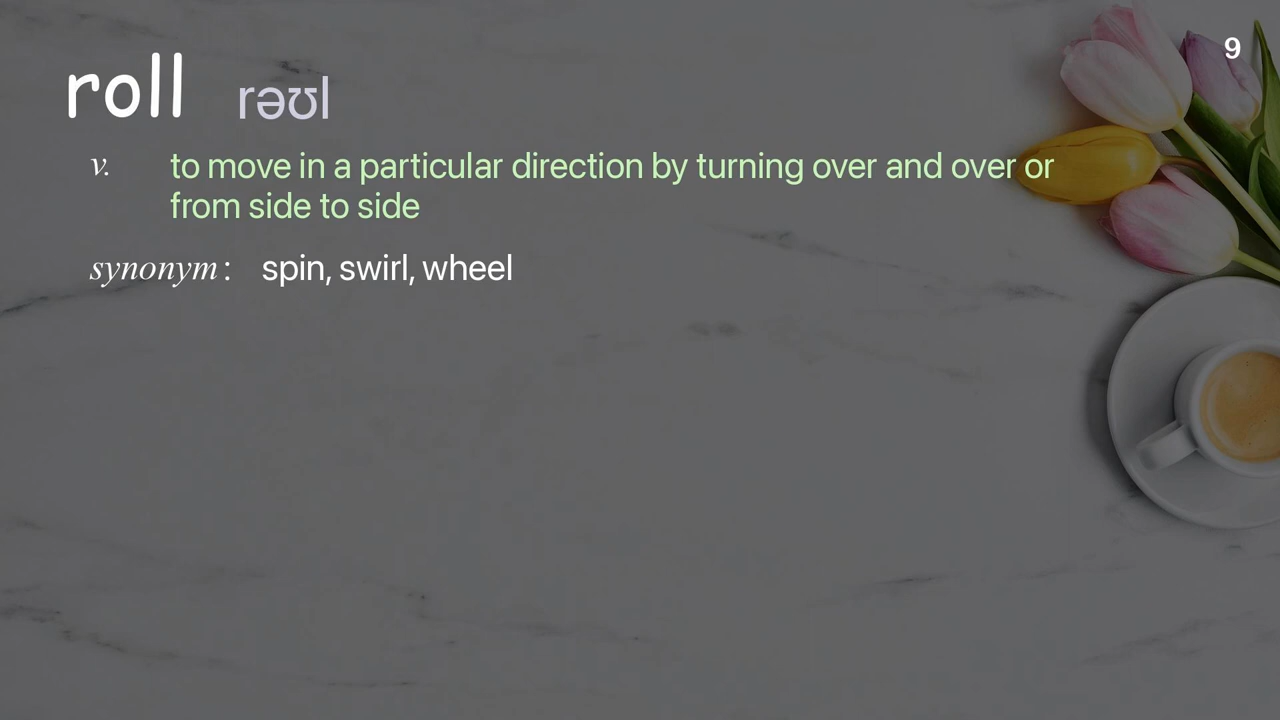 9
roll rəʊl
v. to move in a particular direction by turning over and over or
from side to side
synonym: spin, swirl, wheel